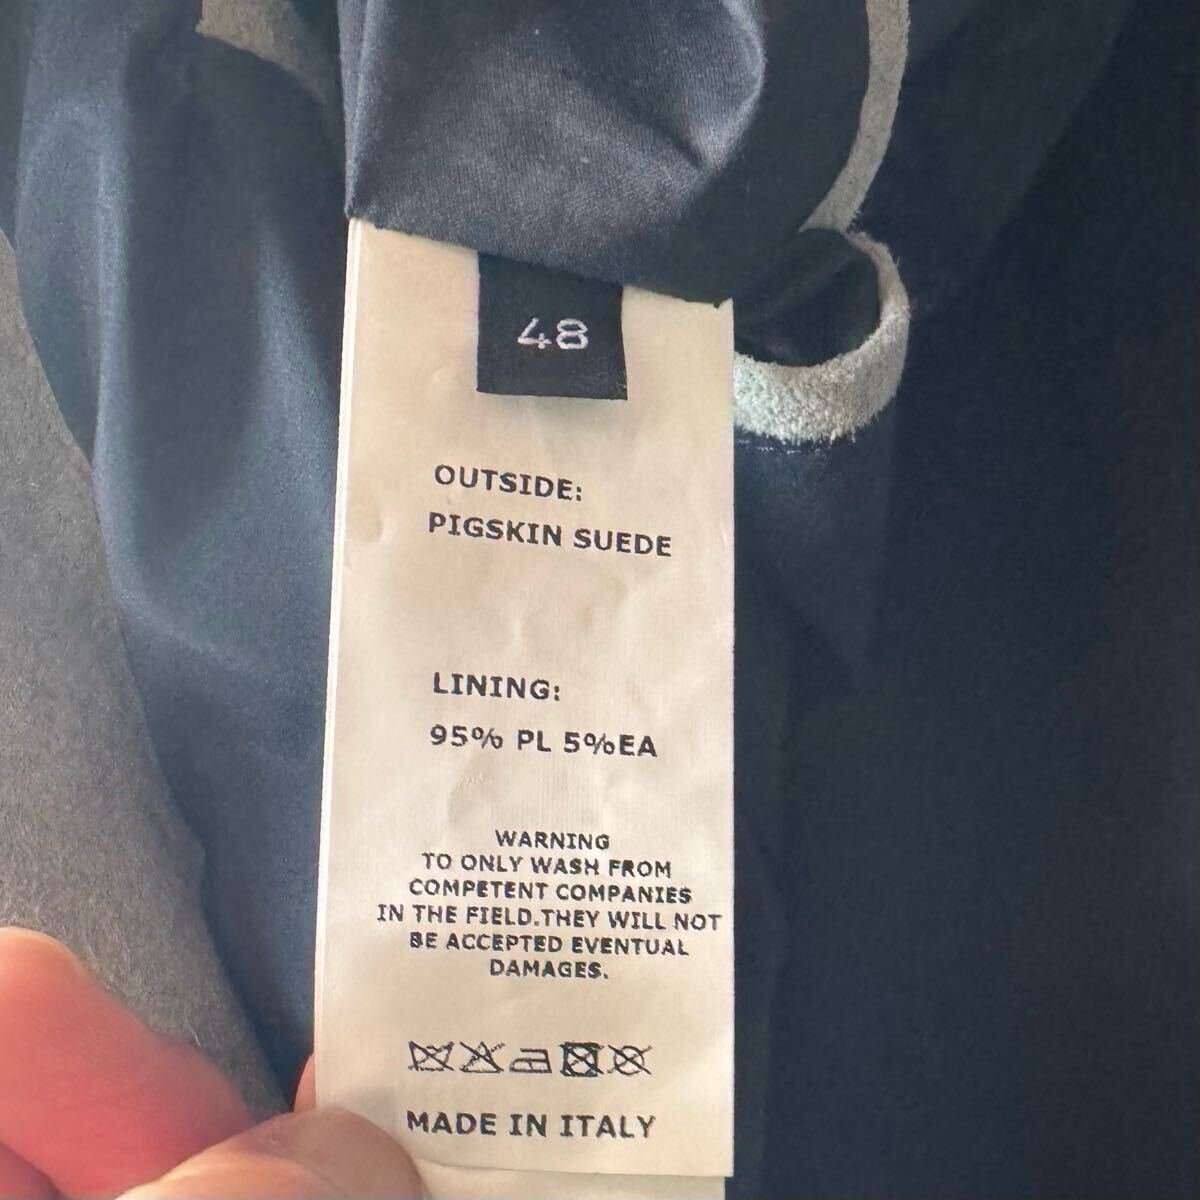 48
OUTSIDE:
PIGSKIN SUEDE
LINING:
95% PL 5%EA
WARNING
TO ONLY WASH FROM
COMPETENT COMPANIES
IN THE FIELD.THEY WILL NOT
BE ACCEPTED EVENTUAL
DAMAGES.
MADE IN ITALY